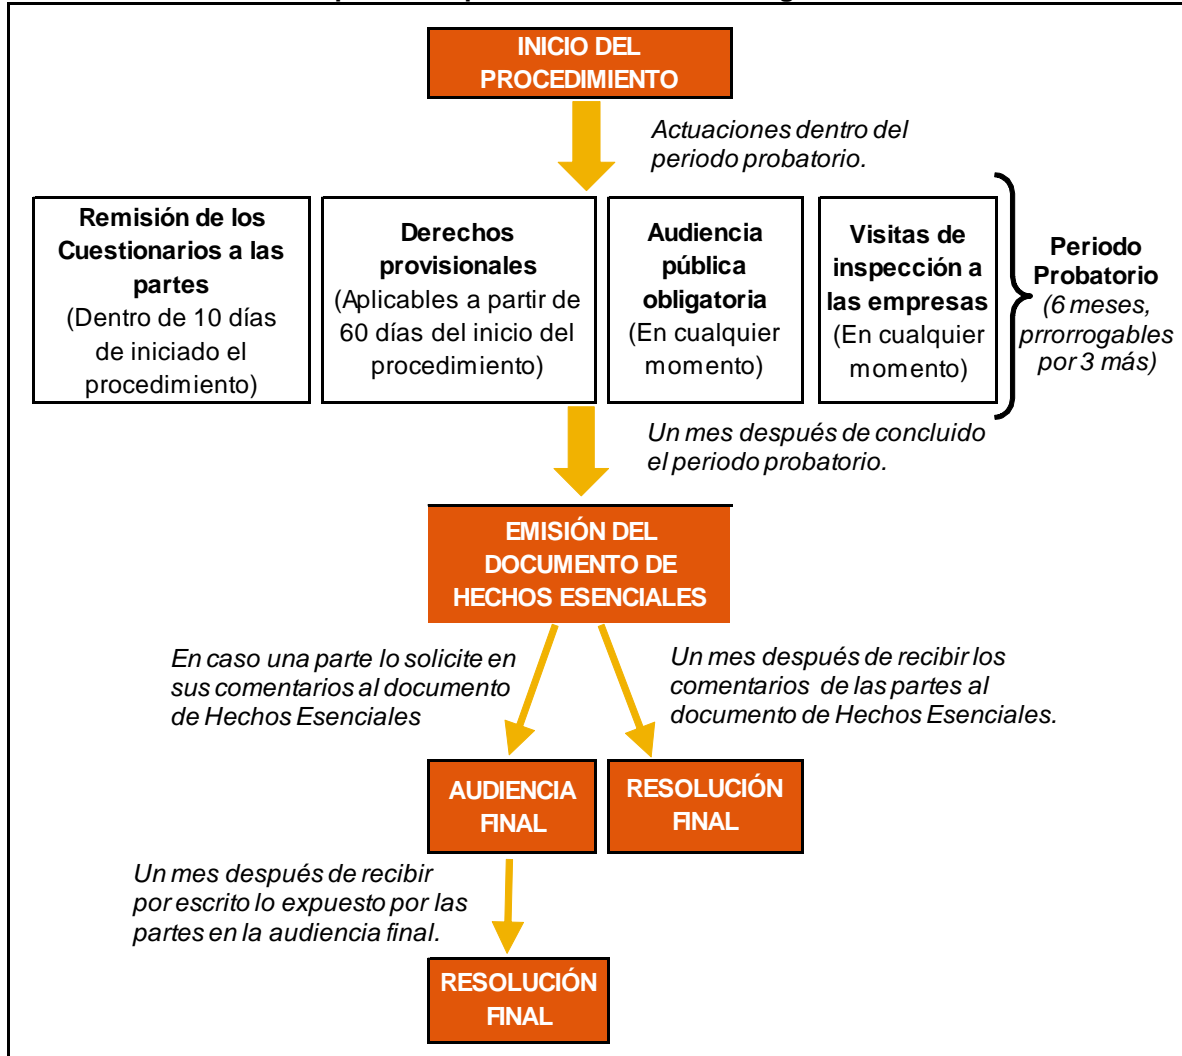 INICIO DEL
PROCEDIMIENTO
Actuaciones dentro del
periodo probatorio.
Remisión de los
Cuestionarios a las
partes
(Dentro de 10 días
de iniciado el
procedimiento)
Derechos
provisionales
(Aplicables a partir de
60 días del inicio del
procedimiento)
Audiencia
pública
obligatoria
(En cualquier
momento)
Visitas de
inspección a
las empresas
(En cualquier
momento)
Periodo
Probatorio
(6 meses,
prrorrogables
por 3 más)
Un mes después de concluido
el periodo probatorio.
EMISIÓN DEL
DOCUMENTO DE
HECHOS ESENCIALES
En caso una parte lo solicite en
sus comentarios al documento
de Hechos Esenciales
Un mes después de recibir los
comentarios de las partes al
documento de Hechos Esenciales.
AUDIENCIA
FINAL
RESOLUCIÓN
FINAL
Un mes después de recibir
por escrito lo expuesto por las
partes en la audiencia final.
RESOLUCIÓN
FINAL